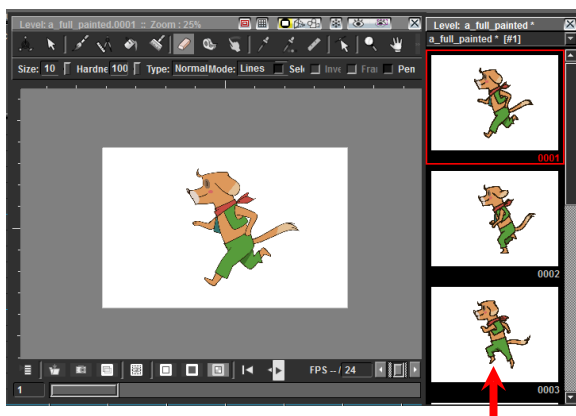 Level: a_full_painted.0001 :: Zoom : 25%
Size: 10 Hardne 100 Type: Normal Mode: Lines Sele Inve Frai Pen
FPS -- / 24
1
Level: a_full_painted *
a_full_painted * [#1]
0001
0002
0003